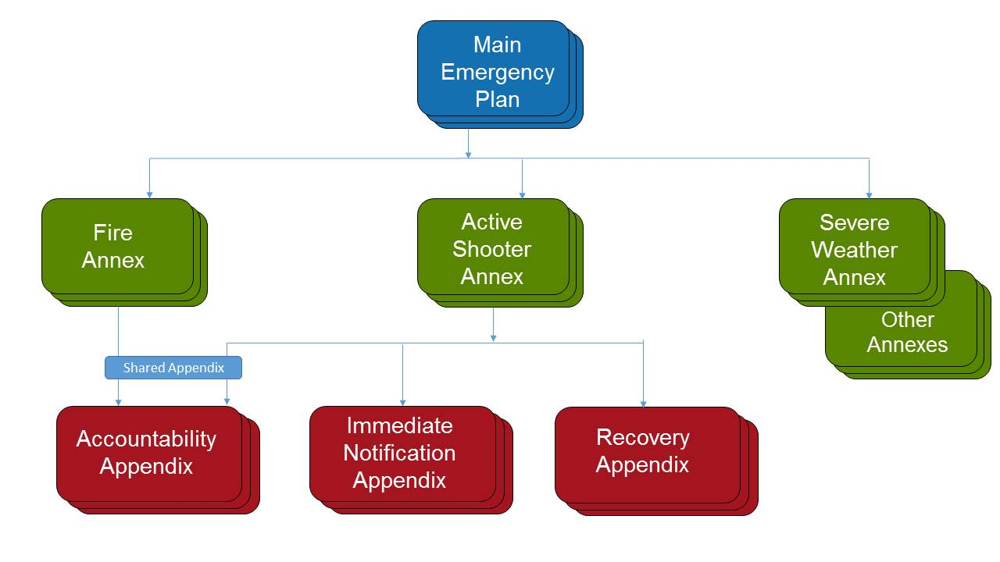 Main
Emergency
Plan
Fire
Annex
Active
Shooter
Annex
Severe
Weather
Annex
Other
Annexes
Shared Appendix
Accountability
Appendix
Immediate
Notification
Appendix
Recovery
Appendix